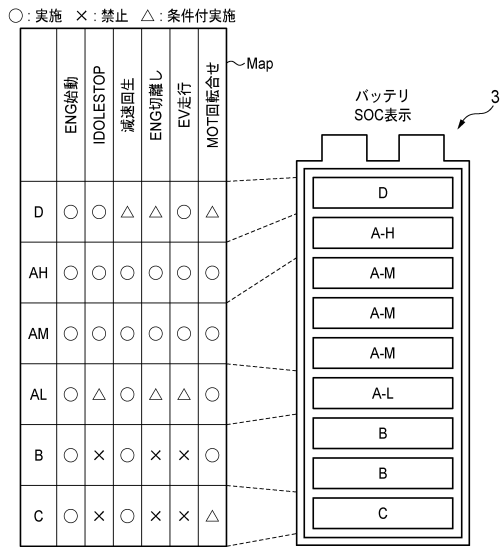 ○：実施 ×：禁止 △：条件付実施
Map
ENG始動 IDOLESTOP 減速回生 ENG切離し EV走行 MOT回転合せ
D ○ ○ △ △ ○ △
AH ○ ○ ○ ○ ○ ○
AM ○ ○ ○ ○ ○ ○
AL ○ △ ○ △ △ ○
B ○ × ○ × × ○
C ○ × ○ × × △
バッテリ
SOC表示
3
D
A-H
A-M
A-M
A-M
A-L
B
B
C